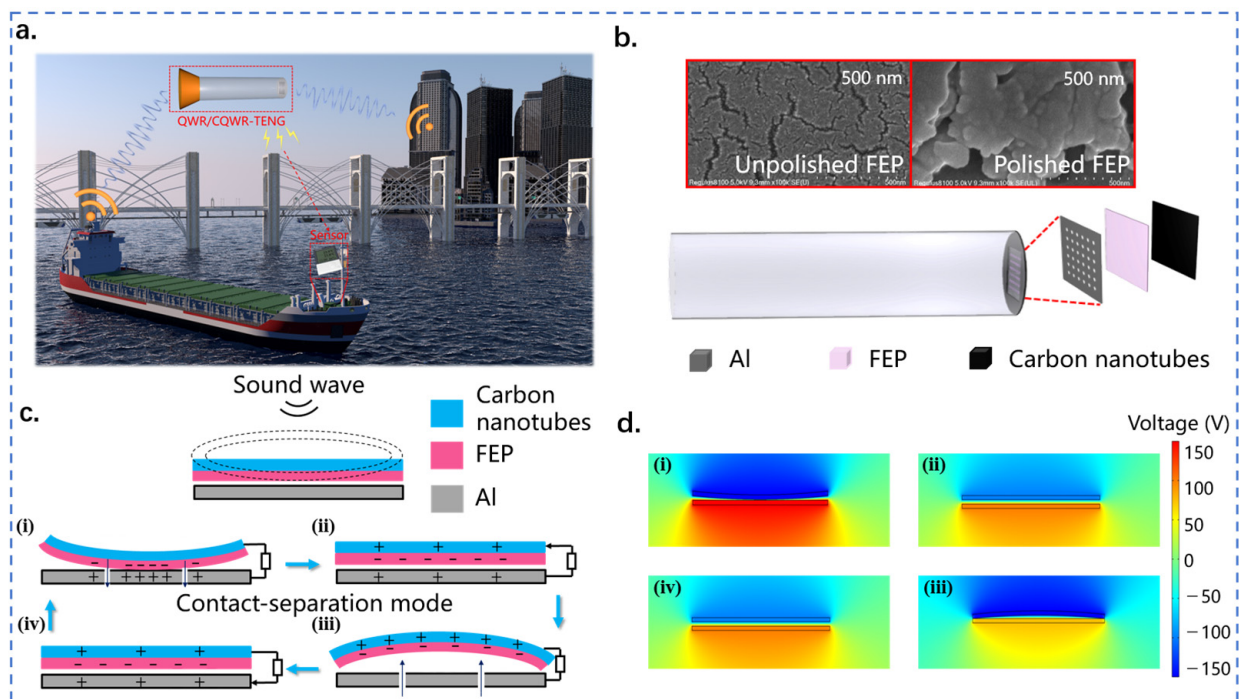 a.
QWR/CQWR-TENG
Sensor
b.
500 nm
Unpolished FEP
500 nm
Polished FEP
Al
FEP
Carbon nanotubes
c.
Sound wave
Carbon
nanotubes
FEP
Al
(i)
(ii)
Contact-separation mode
(iv)
(iii)
d.
Voltage (V)
(i)
(ii)
(iv)
(iii)
150
100
50
0
−50
−100
−150